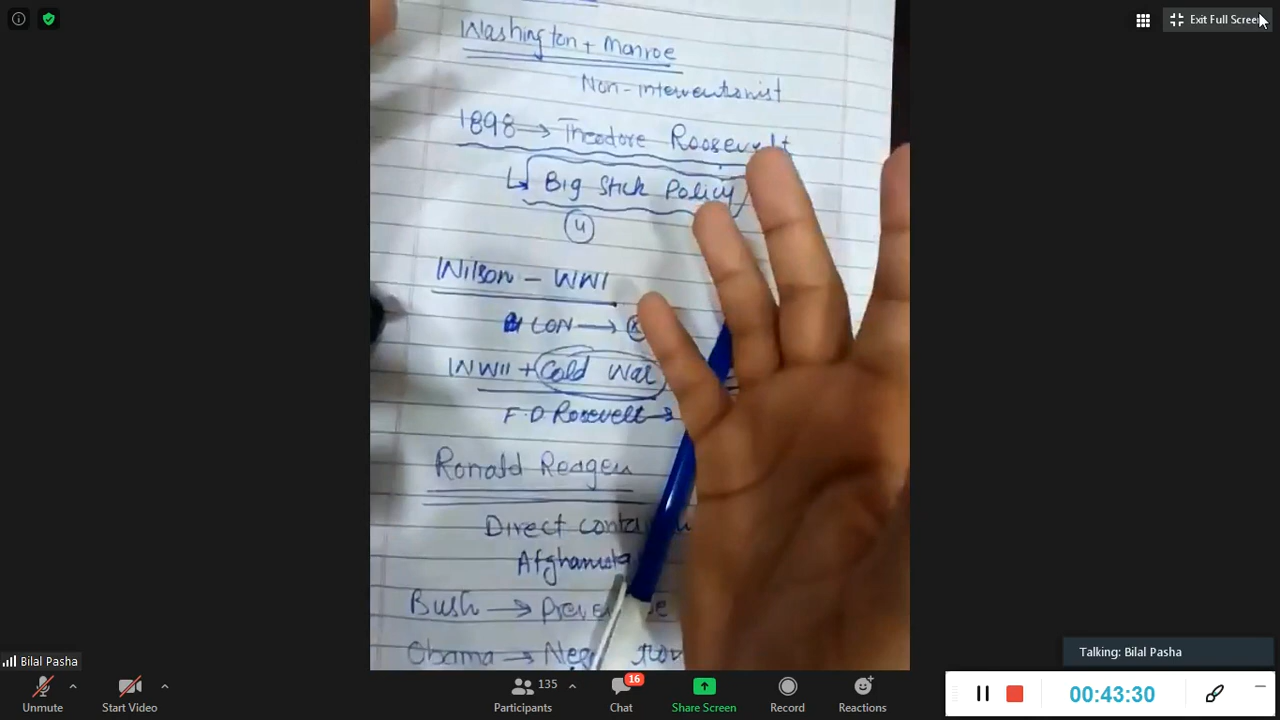 Exit Full Screen
Washington + Monroe
Non-interventionist
1898 → Theodore Roosevelt
Big Stick Policy
4
Wilson - WWI
LON →
WWII + Cold War
F.D Rosevelt →
Ronald Reagen
Direct
Bush →
Obama →
Bilal Pasha
Talking: Bilal Pasha
Unmute
Start Video
135
Participants
16
Chat
Share Screen
Record
Reactions
00:43:30